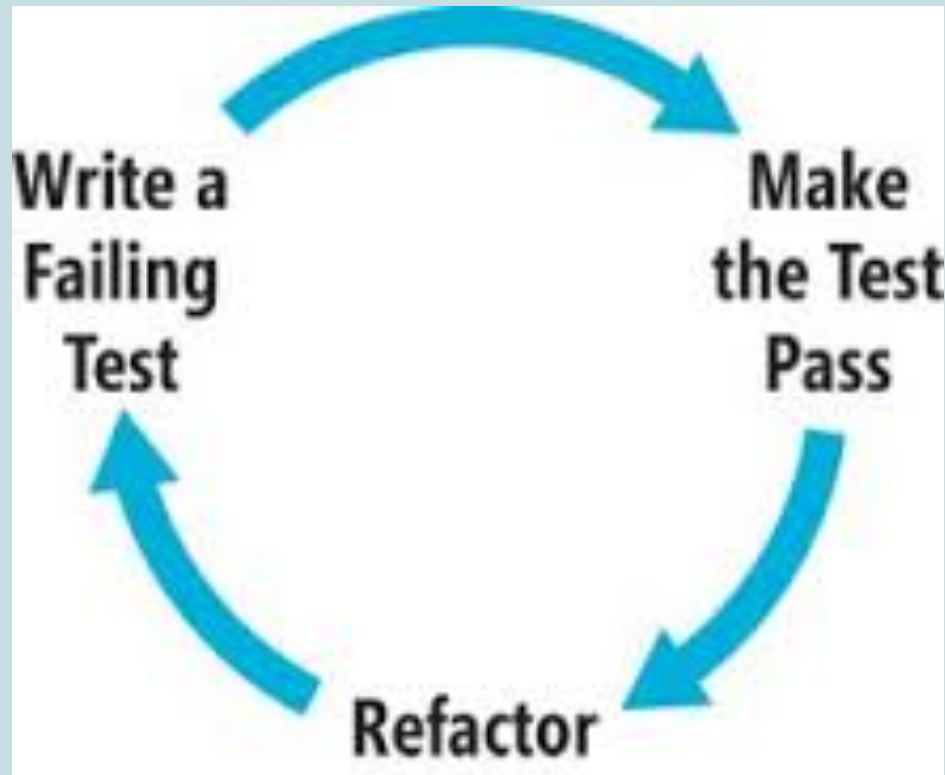 Write a
Failing
Test
Make
the Test
Pass
Refactor